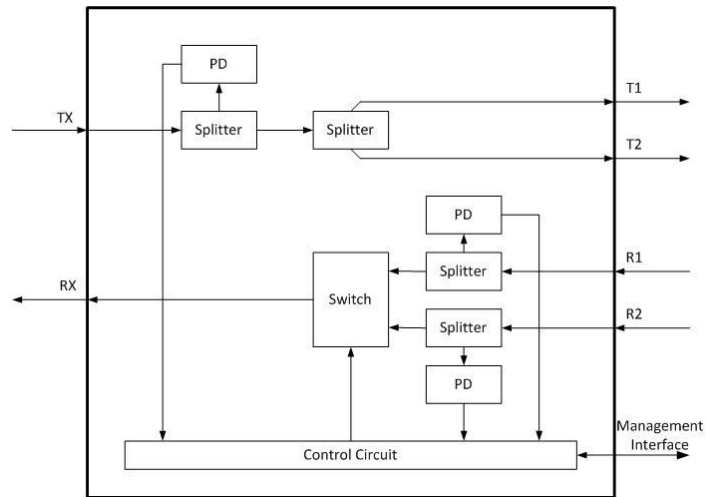 PD
T1
TX
Splitter
Splitter
T2
PD
R1
Splitter
RX
Switch
R2
Splitter
PD
Management
Interface
Control Circuit